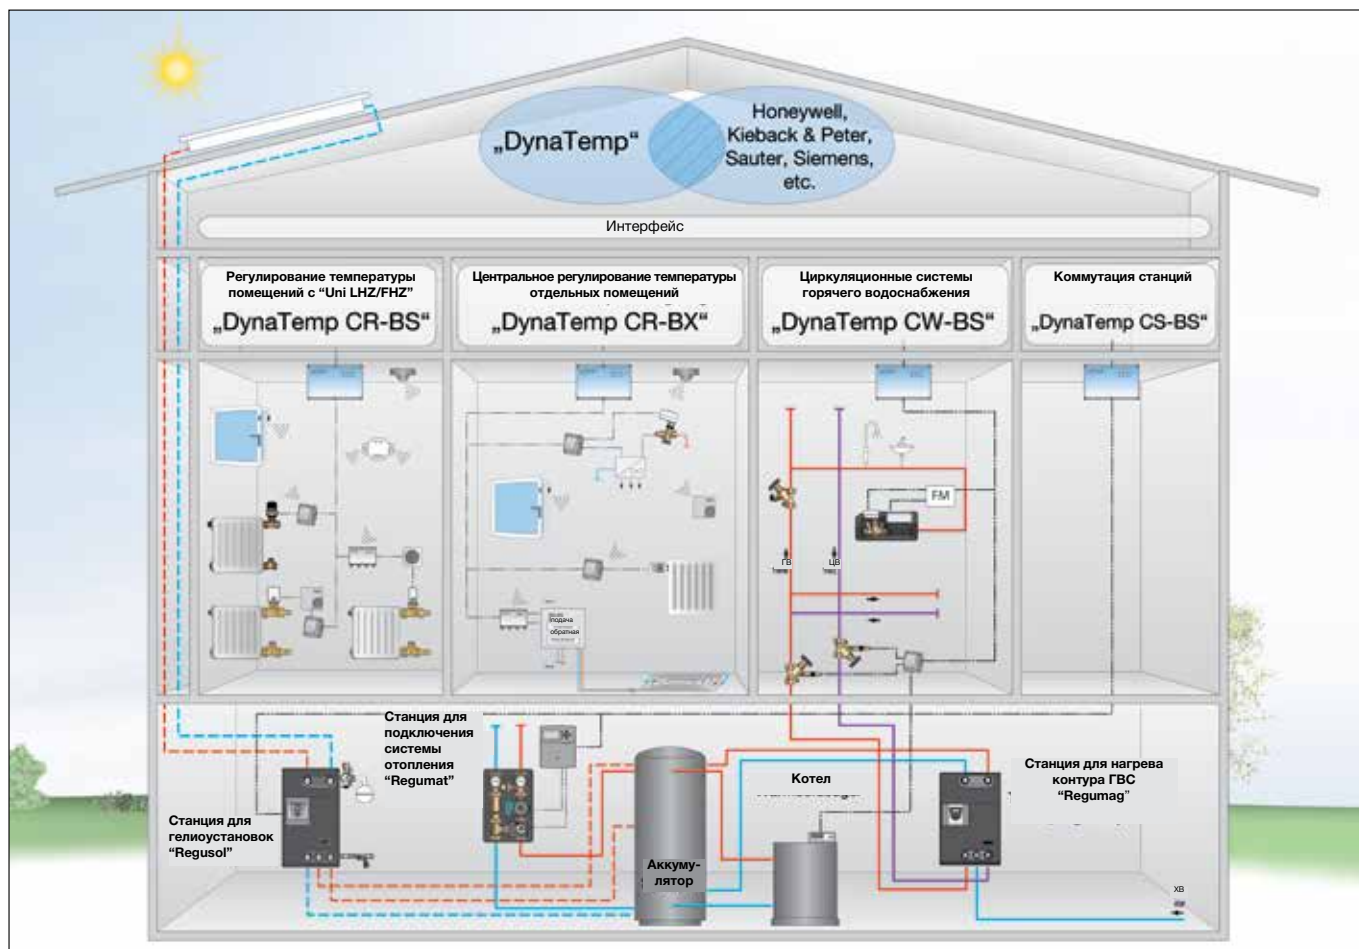 „DynaTemp“
Honeywell,
Kieback & Peter,
Sauter, Siemens,
etc.
Интерфейс
Регулирование температуры
помещений с “Uni LHZ/FHZ”
„DynaTemp CR-BS“
Центральное регулирование температуры
отдельных помещений
„DynaTemp CR-BX“
Циркуляционные системы
горячего водоснабжения
„DynaTemp CW-BS“
Коммутация станций
„DynaTemp CS-BS“
FM
ГВ
ЦВ
подача
обратная
Станция для
подключения
системы
отопления
“Regumat”
Станция для
гелиоустановок
“Regusol”
Аккуму-
лятор
Котел
Станция для нагрева
контура ГВС
“Regumag”
ХВ